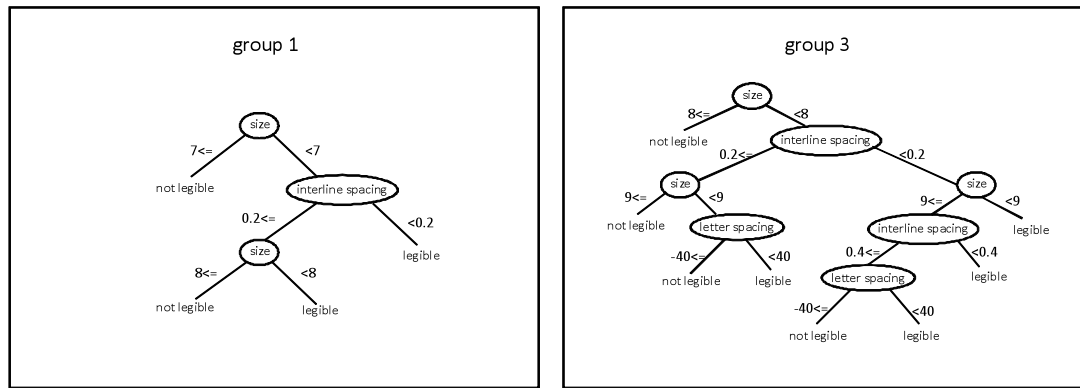 group 1
size
7<= <7
not legible
interline spacing
0.2<= <0.2
size
legible
8<= <8
not legible
legible
group 3
size
8<= <8
not legible
interline spacing
0.2<= <0.2
size
size
9<= <9
9<= <9
not legible
letter spacing
interline spacing
legible
-40<= <40
0.4<= <0.4
not legible
legible
letter spacing
legible
-40<= <40
not legible
legible